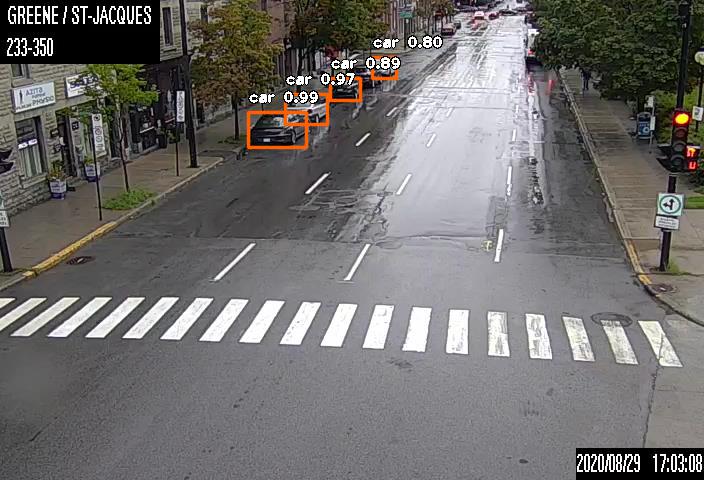 GREENE / ST-JACQUES
233-350
car 0.80
car 0.89
car 0.97
car 0.99
PHYSIO
2020/08/29 17:03:08